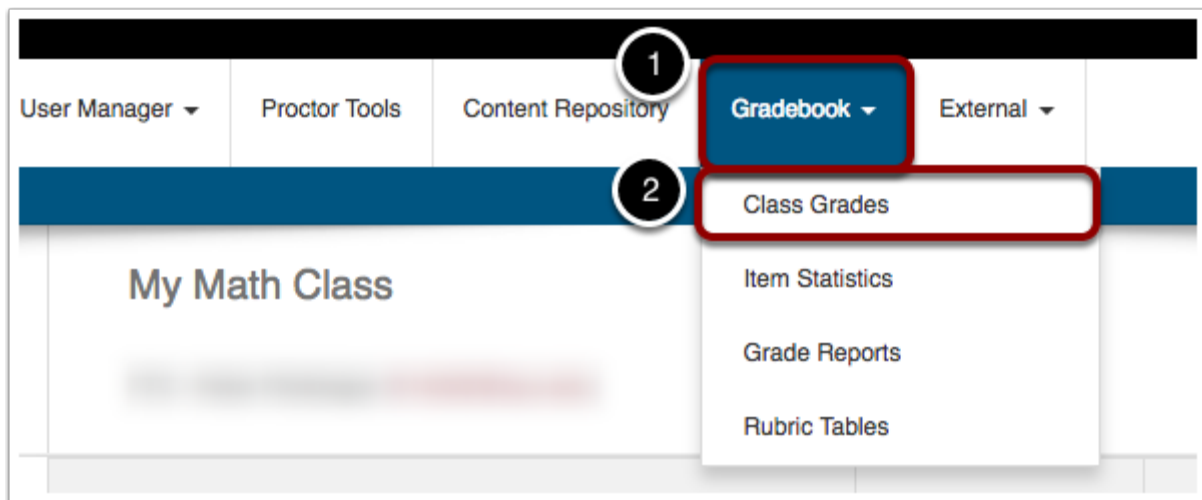 1
User Manager Proctor Tools Content Repository Gradebook External
2
Class Grades
My Math Class
Item Statistics
Grade Reports
Rubric Tables